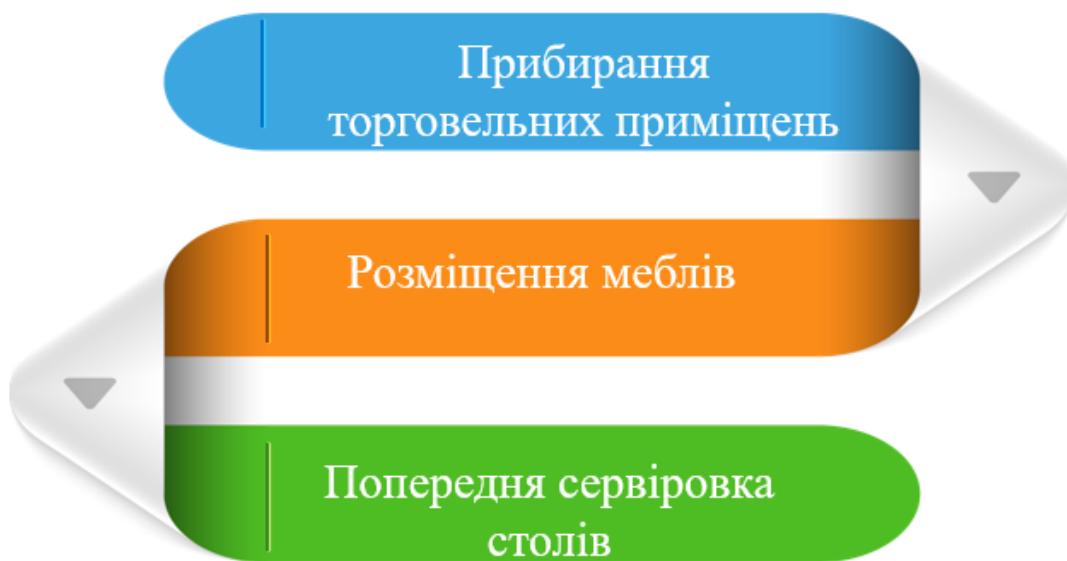 Прибирання
торговельних приміщень
Розміщення меблів
Попередня сервіровка
столів